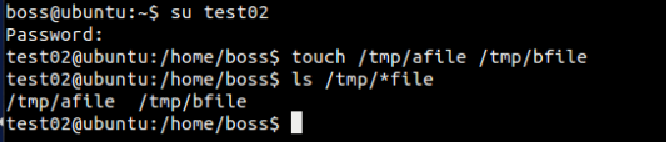 boss@ubuntu:~$ su test02
Password:
test02@ubuntu:/home/boss$ touch /tmp/afile /tmp/bfile
test02@ubuntu:/home/boss$ ls /tmp/*file
/tmp/afile  /tmp/bfile
test02@ubuntu:/home/boss$